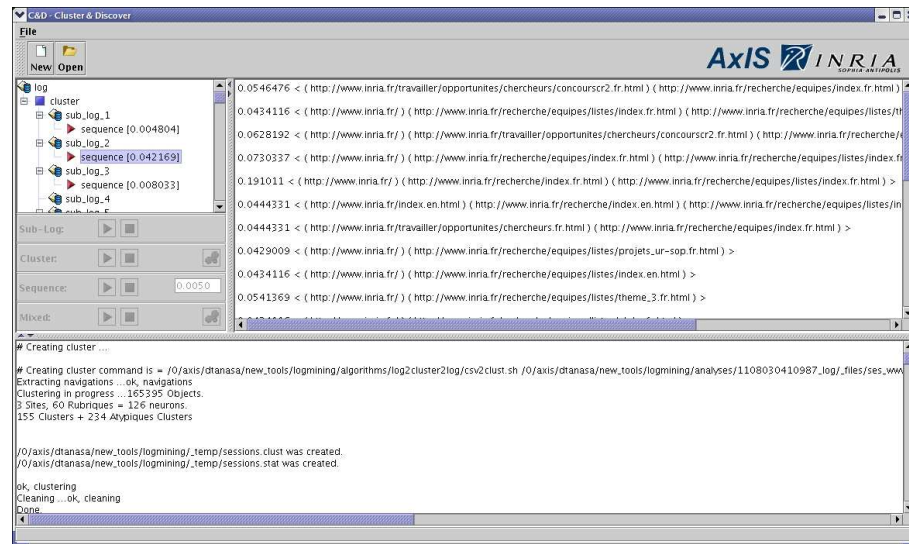 C&D - Cluster & Discover
File
New Open
AxIS INRIA
SOPHIA-ANTIPOLIS
log
cluster
sub_log_1
sequence [0.004804]
sub_log_2
sequence [0.042169]
sub_log_3
sequence [0.008033]
sub_log_4
Sub-Log:
Cluster:
Sequence: 0.0050
Mixed:
0.0546476 < ( http://www.inria.fr/travailler/opportunites/chercheurs/concourscr2.fr.html ) ( http://www.inria.fr/recherche/equipes/index.fr.html )
0.0434116 < ( http://www.inria.fr/ ) ( http://www.inria.fr/recherche/equipes/listes/index.fr.html ) ( http://www.inria.fr/recherche/equipes/listes/th
0.0628192 < ( http://www.inria.fr/ ) ( http://www.inria.fr/travailler/opportunites/chercheurs/concourscr2.fr.html ) ( http://www.inria.fr/recherche/e
0.0730337 < ( http://www.inria.fr/ ) ( http://www.inria.fr/recherche/equipes/index.fr.html ) ( http://www.inria.fr/recherche/equipes/listes/index.fr
0.191011 < ( http://www.inria.fr/ ) ( http://www.inria.fr/recherche/index.fr.html ) ( http://www.inria.fr/recherche/equipes/listes/index.fr.html ) >
0.0444331 < ( http://www.inria.fr/index.en.html ) ( http://www.inria.fr/recherche/index.en.html ) ( http://www.inria.fr/recherche/equipes/listes/in
0.0444331 < ( http://www.inria.fr/travailler/opportunites/chercheurs.fr.html ) ( http://www.inria.fr/recherche/equipes/index.fr.html ) >
0.0429009 < ( http://www.inria.fr/recherche/equipes/listes/projets_ur-sop.fr.html ) >
0.0434116 < ( http://www.inria.fr/recherche/equipes/listes/index.en.html ) >
0.0541369 < ( http://www.inria.fr/ ) ( http://www.inria.fr/recherche/equipes/listes/theme_3.fr.html ) >
# Creating cluster ...
# Creating cluster command is = /0/axis/dtanasa/new_tools/logmining/algorithms/log2cluster2log/csv2clust.sh /0/axis/dtanasa/new_tools/logmining/analyses/1108030410987_log/_files/ses_ww
Extracting navigations ...ok, navigations
Clustering in progress ...165395 Objects.
3 Sites, 60 Rubriques = 126 neurons.
155 Clusters + 234 Atypiques Clusters
/0/axis/dtanasa/new_tools/logmining/_temp/sessions.clust was created.
/0/axis/dtanasa/new_tools/logmining/_temp/sessions.stat was created.
ok, clustering
Cleaning ...ok, cleaning
Done.